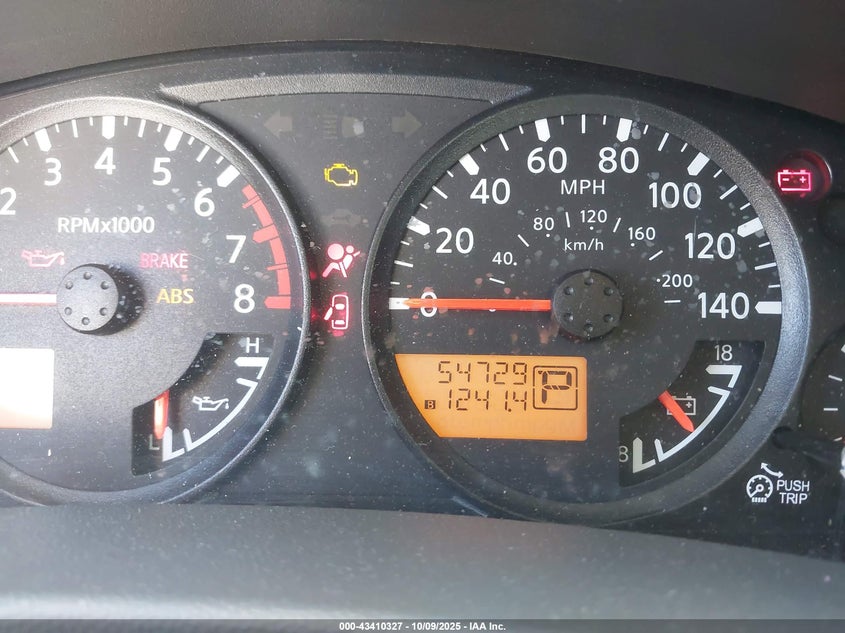 2 3 4 5 6 7 8
RPMx1000
BRAKE
ABS
H
L
0 20 40 60 80 100 120 140
MPH
40 80 120 160 200
km/h
54729
B 1241.4
P
18
8
PUSH
TRIP
000-43410327 - 10/09/2025 - IAA Inc.